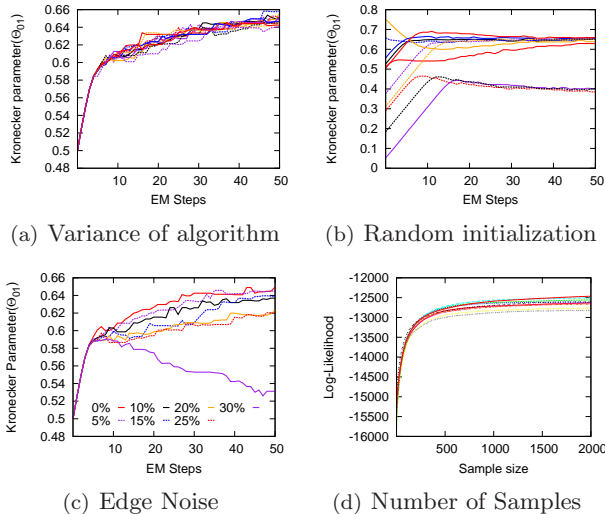 Kronecker parameter(Θ01)
0.66
0.64
0.62
0.6
0.58
0.56
0.54
0.52
0.5
0.48
10 20 30 40 50
EM Steps
(a) Variance of algorithm
Kronecker parameter(Θ01)
0.8
0.7
0.6
0.5
0.4
0.3
0.2
0.1
0
10 20 30 40 50
EM Steps
(b) Random initialization
Kronecker Parameter(Θ01)
0.66
0.64
0.62
0.6
0.58
0.56
0.54
0.52
0.5
0.48
0% 10% 20% 30%
5% 15% 25%
10 20 30 40 50
EM Steps
(c) Edge Noise
Log-Likelihood
-12000
-12500
-13000
-13500
-14000
-14500
-15000
-15500
-16000
500 1000 1500 2000
Sample size
(d) Number of Samples